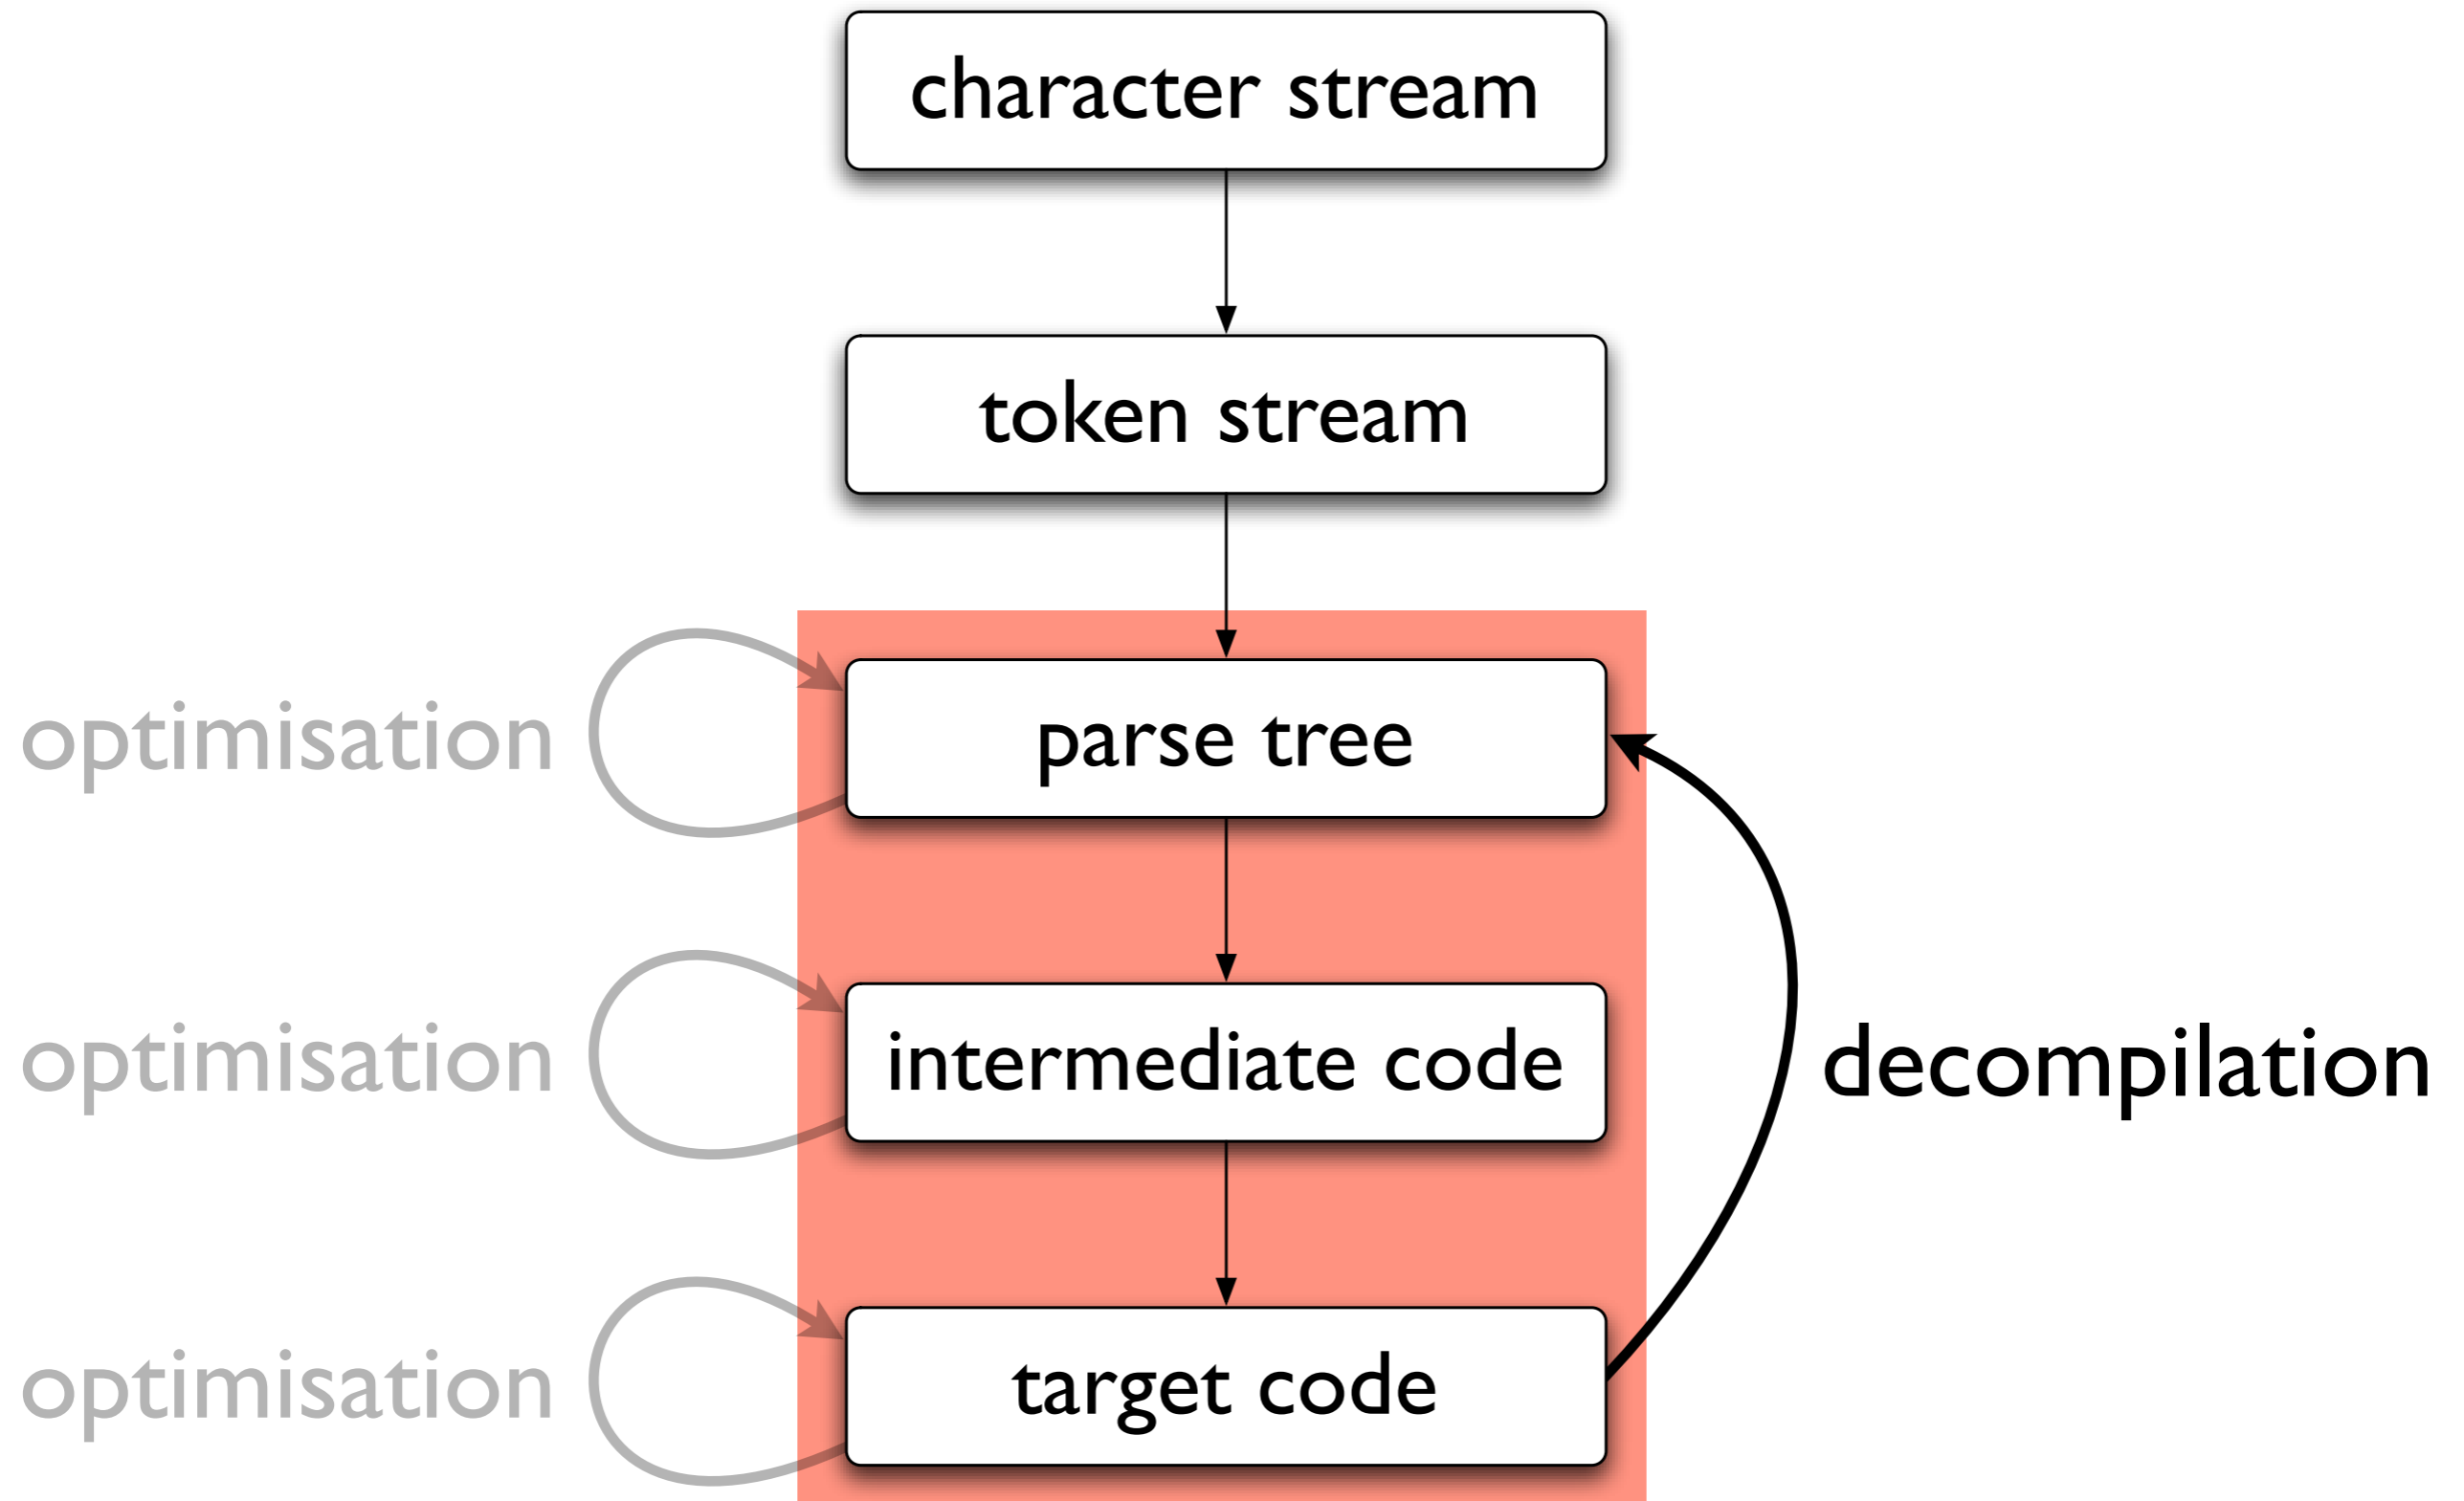 character stream
token stream
optimisation
parse tree
optimisation
intermediate code
decompilation
optimisation
target code